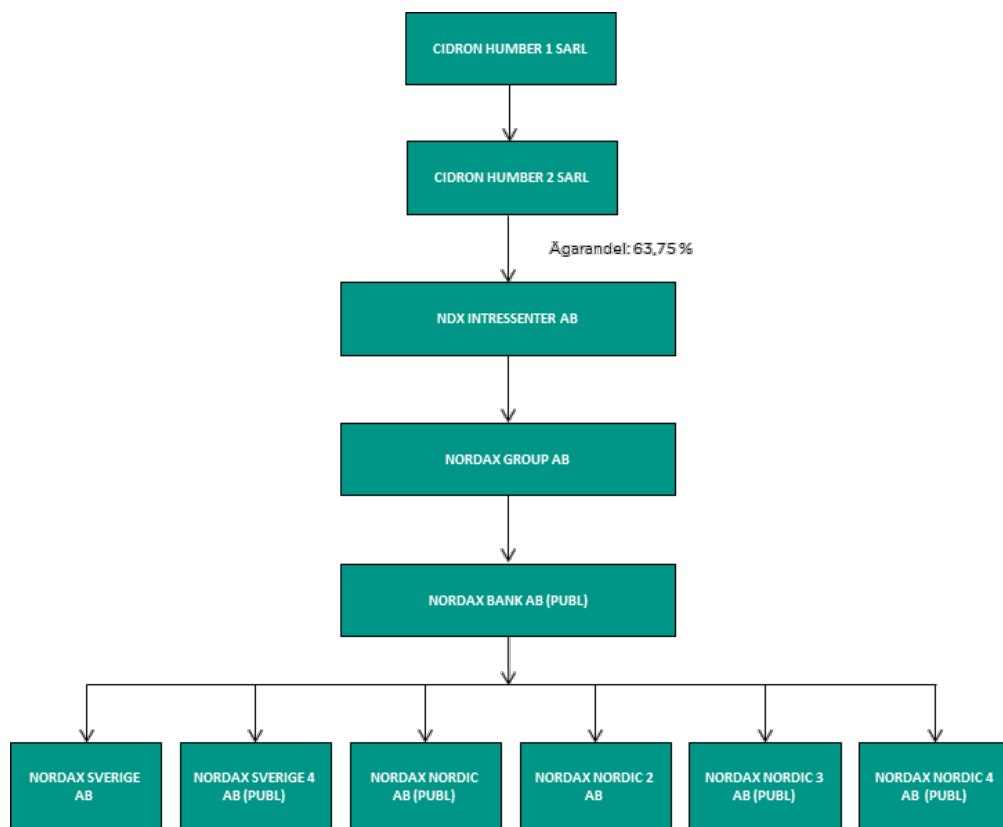 CIDRON HUMBER 1 SARL
CIDRON HUMBER 2 SARL
Ägarandel: 63,75 %
NDX INTRESSENTER AB
NORDAX GROUP AB
NORDAX BANK AB (PUBL)
NORDAX SVERIGE
AB
NORDAX SVERIGE 4
AB (PUBL)
NORDAX NORDIC
AB (PUBL)
NORDAX NORDIC 2
AB
NORDAX NORDIC 3
AB (PUBL)
NORDAX NORDIC 4
AB (PUBL)